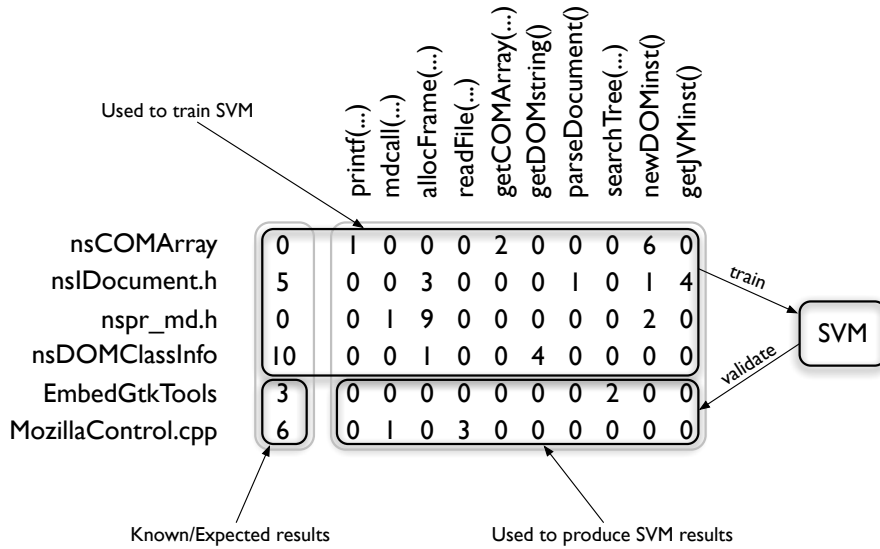 Used to train SVM
printf(...)
mdcall(...)
allocFrame(...)
readFile(...)
getCOMArray(...)
getDOMstring()
parseDocument()
searchTree(...)
newDOMinst()
getJVMinst()
nsCOMArray 0 1 0 0 0 2 0 0 0 6 0
nsIDocument.h 5 0 0 3 0 0 0 1 0 1 4
nspr_md.h 0 0 1 9 0 0 0 0 0 2 0
nsDOMClassInfo 10 0 0 1 0 0 4 0 0 0 0
EmbedGtkTools 3 0 0 0 0 0 0 0 2 0 0
MozillaControl.cpp 6 0 1 0 3 0 0 0 0 0 0
train
SVM
validate
Known/Expected results
Used to produce SVM results